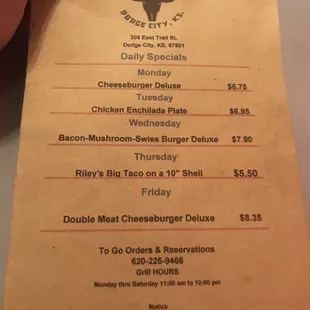 DODGE CITY, KS.
306 East Trail St.
Dodge City, KS. 67801
Daily Specials
Monday
Cheeseburger Deluxe $6.75
Tuesday
Chicken Enchilada Plate $6.95
Wednesday
Bacon-Mushroom-Swiss Burger Deluxe $7.90
Thursday
Riley's Big Taco on a 10" Shell $5.50
Friday
Double Meat Cheeseburger Deluxe $8.35
To Go Orders & Reservations
620-225-9466
Grill HOURS
Monday thru Saturday 11:00 am to 10:00 pm
Notice